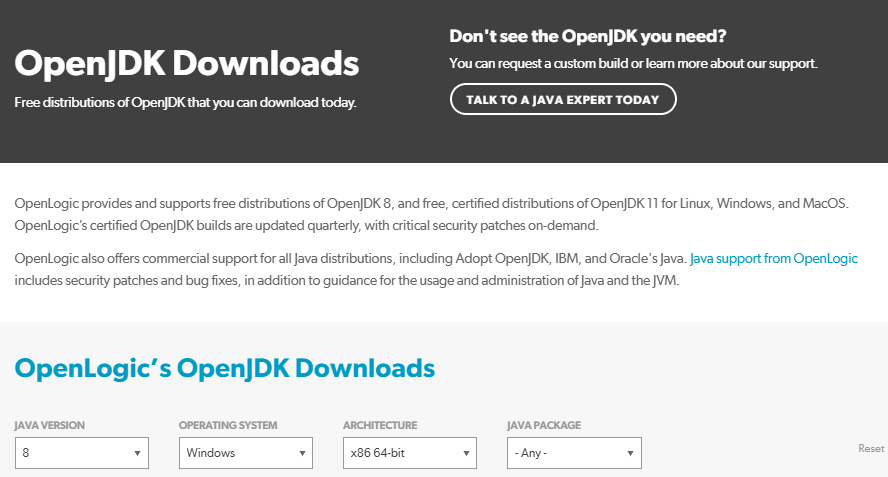 OpenJDK Downloads
Free distributions of OpenJDK that you can download today.
Don't see the OpenJDK you need?
You can request a custom build or learn more about our support.
TALK TO A JAVA EXPERT TODAY
OpenLogic provides and supports free distributions of OpenJDK 8, and free, certified distributions of OpenJDK 11 for Linux, Windows, and MacOS.
OpenLogic’s certified OpenJDK builds are updated quarterly, with critical security patches on-demand.
OpenLogic also offers commercial support for all Java distributions, including Adopt OpenJDK, IBM, and Oracle's Java. Java support from OpenLogic
includes security patches and bug fixes, in addition to guidance for the usage and administration of Java and the JVM.
OpenLogic’s OpenJDK Downloads
JAVA VERSION OPERATING SYSTEM ARCHITECTURE JAVA PACKAGE
8 Windows x86 64-bit - Any - Reset